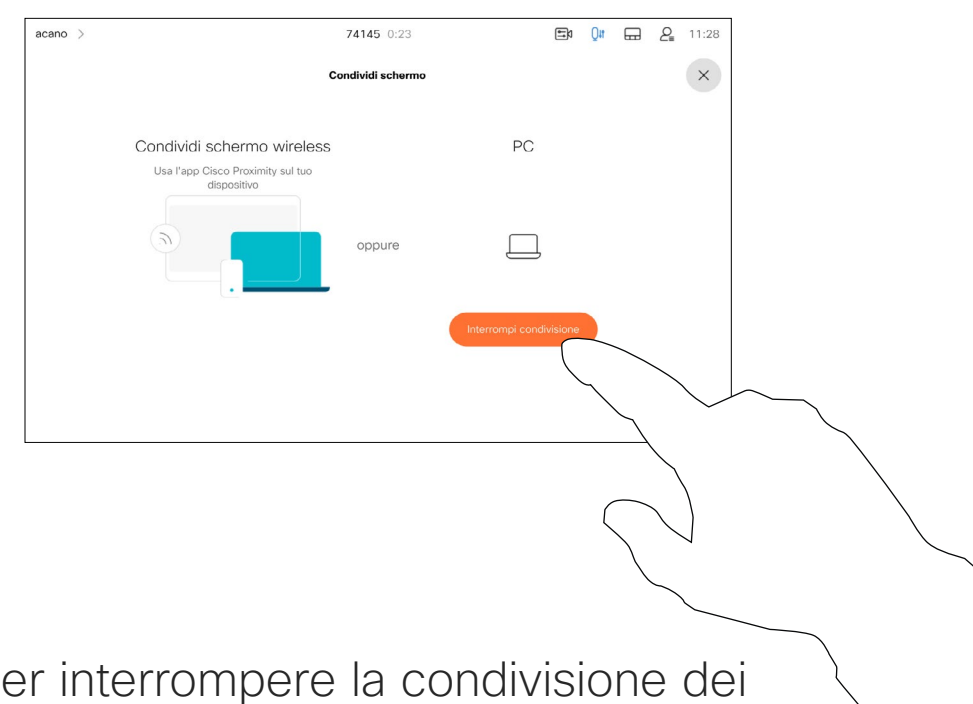 acano > 74145 0:23 11:28
Condividi schermo
Condividi schermo wireless PC
Usa l'app Cisco Proximity sul tuo
dispositivo
oppure
Interrompi condivisione
er interrompere la condivisione dei